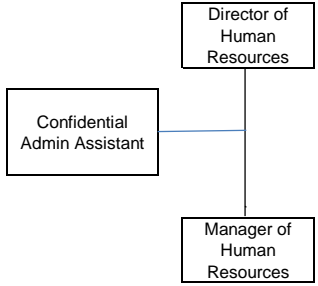 Director of
Human
Resources
Confidential
Admin Assistant
Manager of
Human
Resources